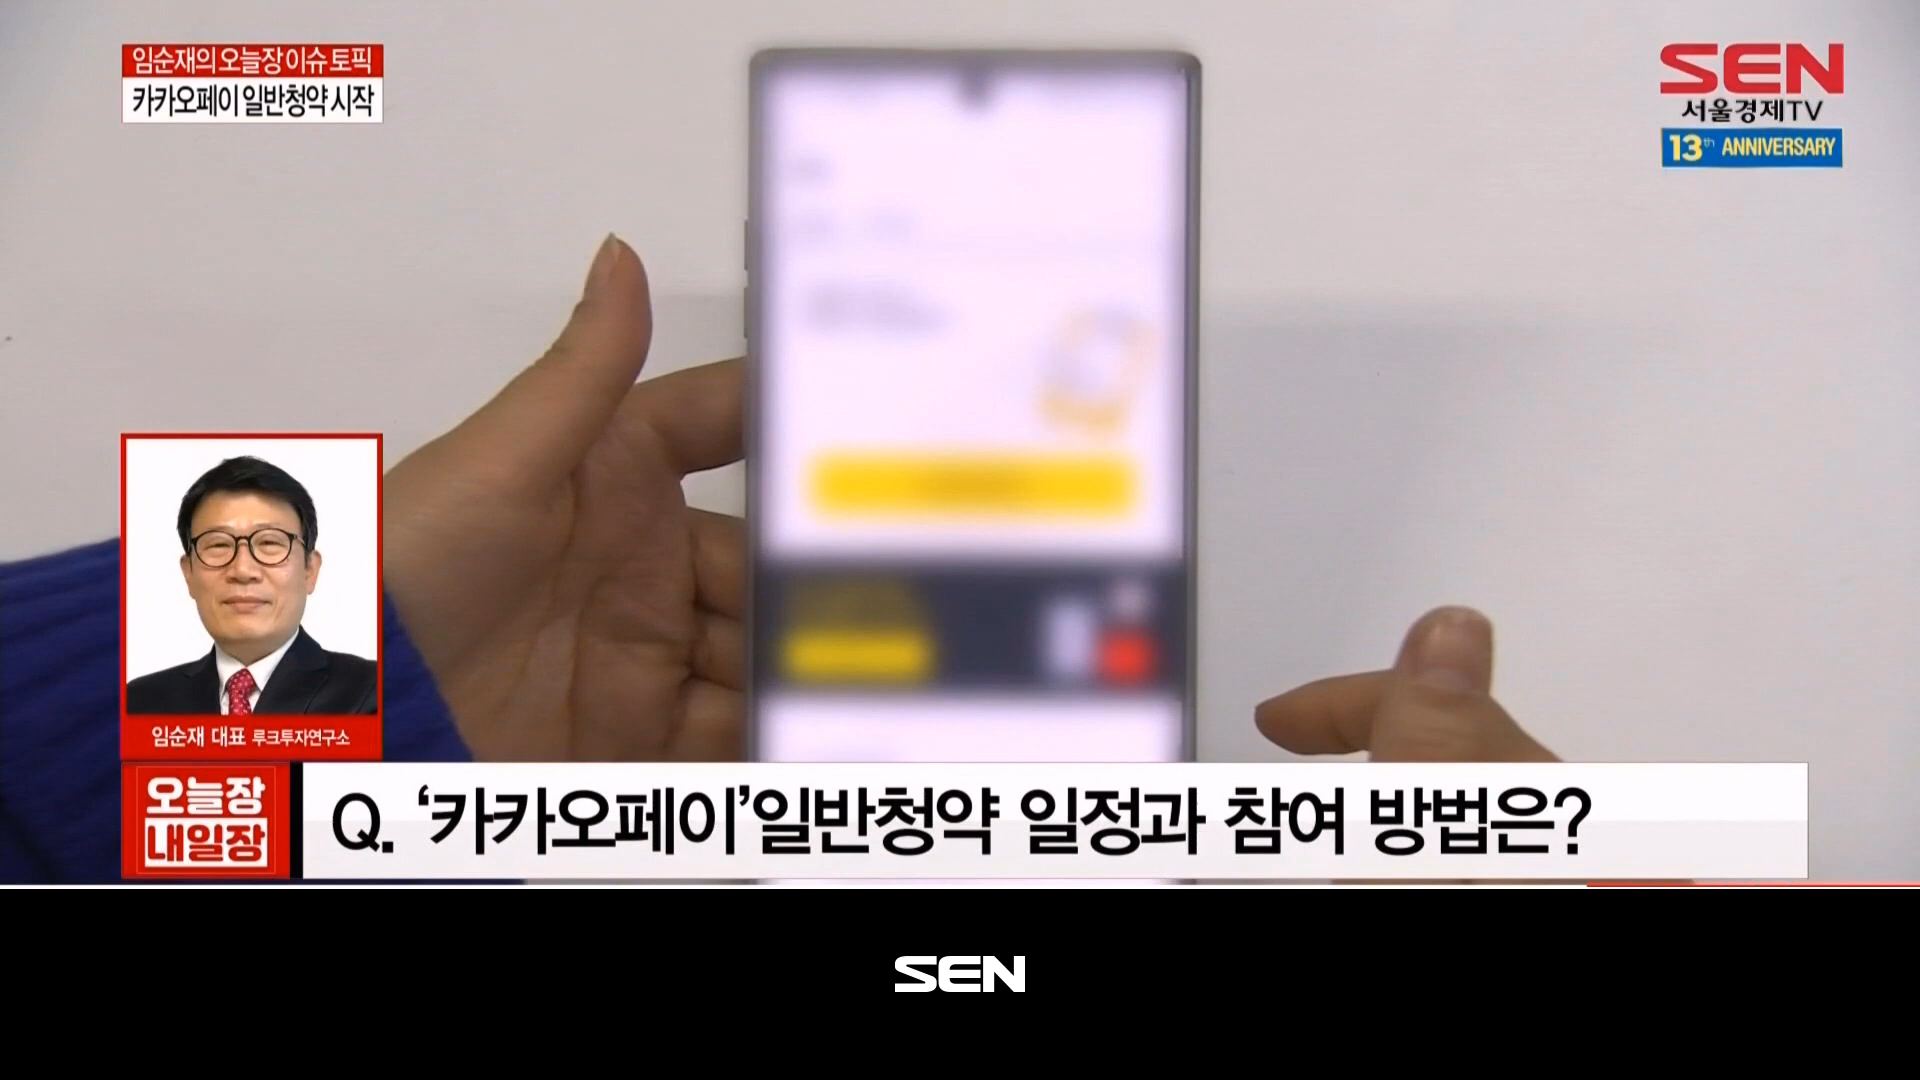 임순재의 오늘장 이슈 토픽
카카오페이 일반청약 시작
SEN
서울경제TV
13th ANNIVERSARY
임순재 대표 루크투자연구소
오늘장
내일장
Q. ‘카카오페이’일반청약 일정과 참여 방법은?
SEN